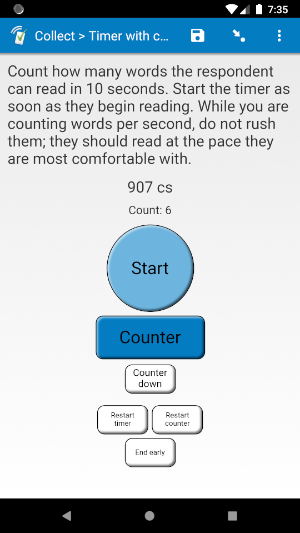 7:35
Collect > Timer with c...
Count how many words the respondent
can read in 10 seconds. Start the timer as
soon as they begin reading. While you are
counting words per second, do not rush
them; they should read at the pace they
are most comfortable with.
907 cs
Count: 6
Start
Counter
Counter
down
Restart
timer
Restart
counter
End early